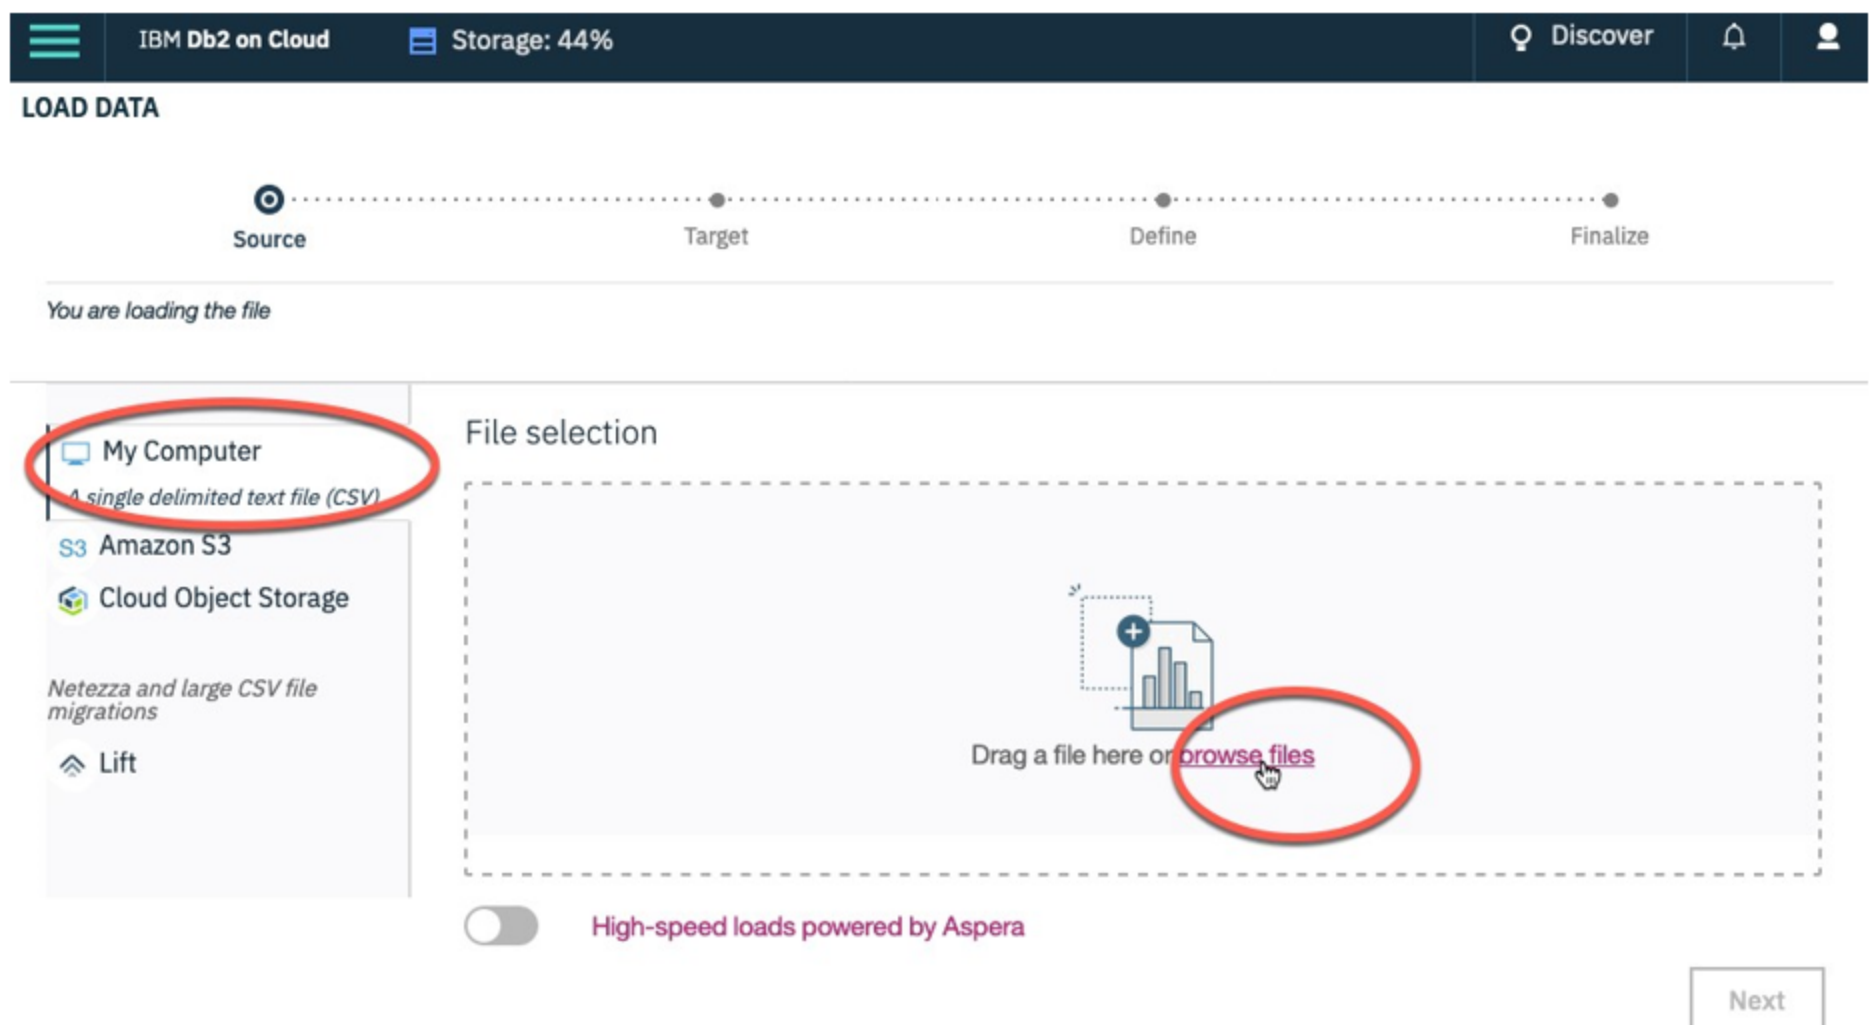 IBM Db2 on Cloud
Storage: 44%
Discover
LOAD DATA
Source
Target
Define
Finalize
You are loading the file
My Computer
A single delimited text file (CSV)
S3 Amazon S3
Cloud Object Storage
Netezza and large CSV file
migrations
Lift
File selection
Drag a file here or browse files
High-speed loads powered by Aspera
Next